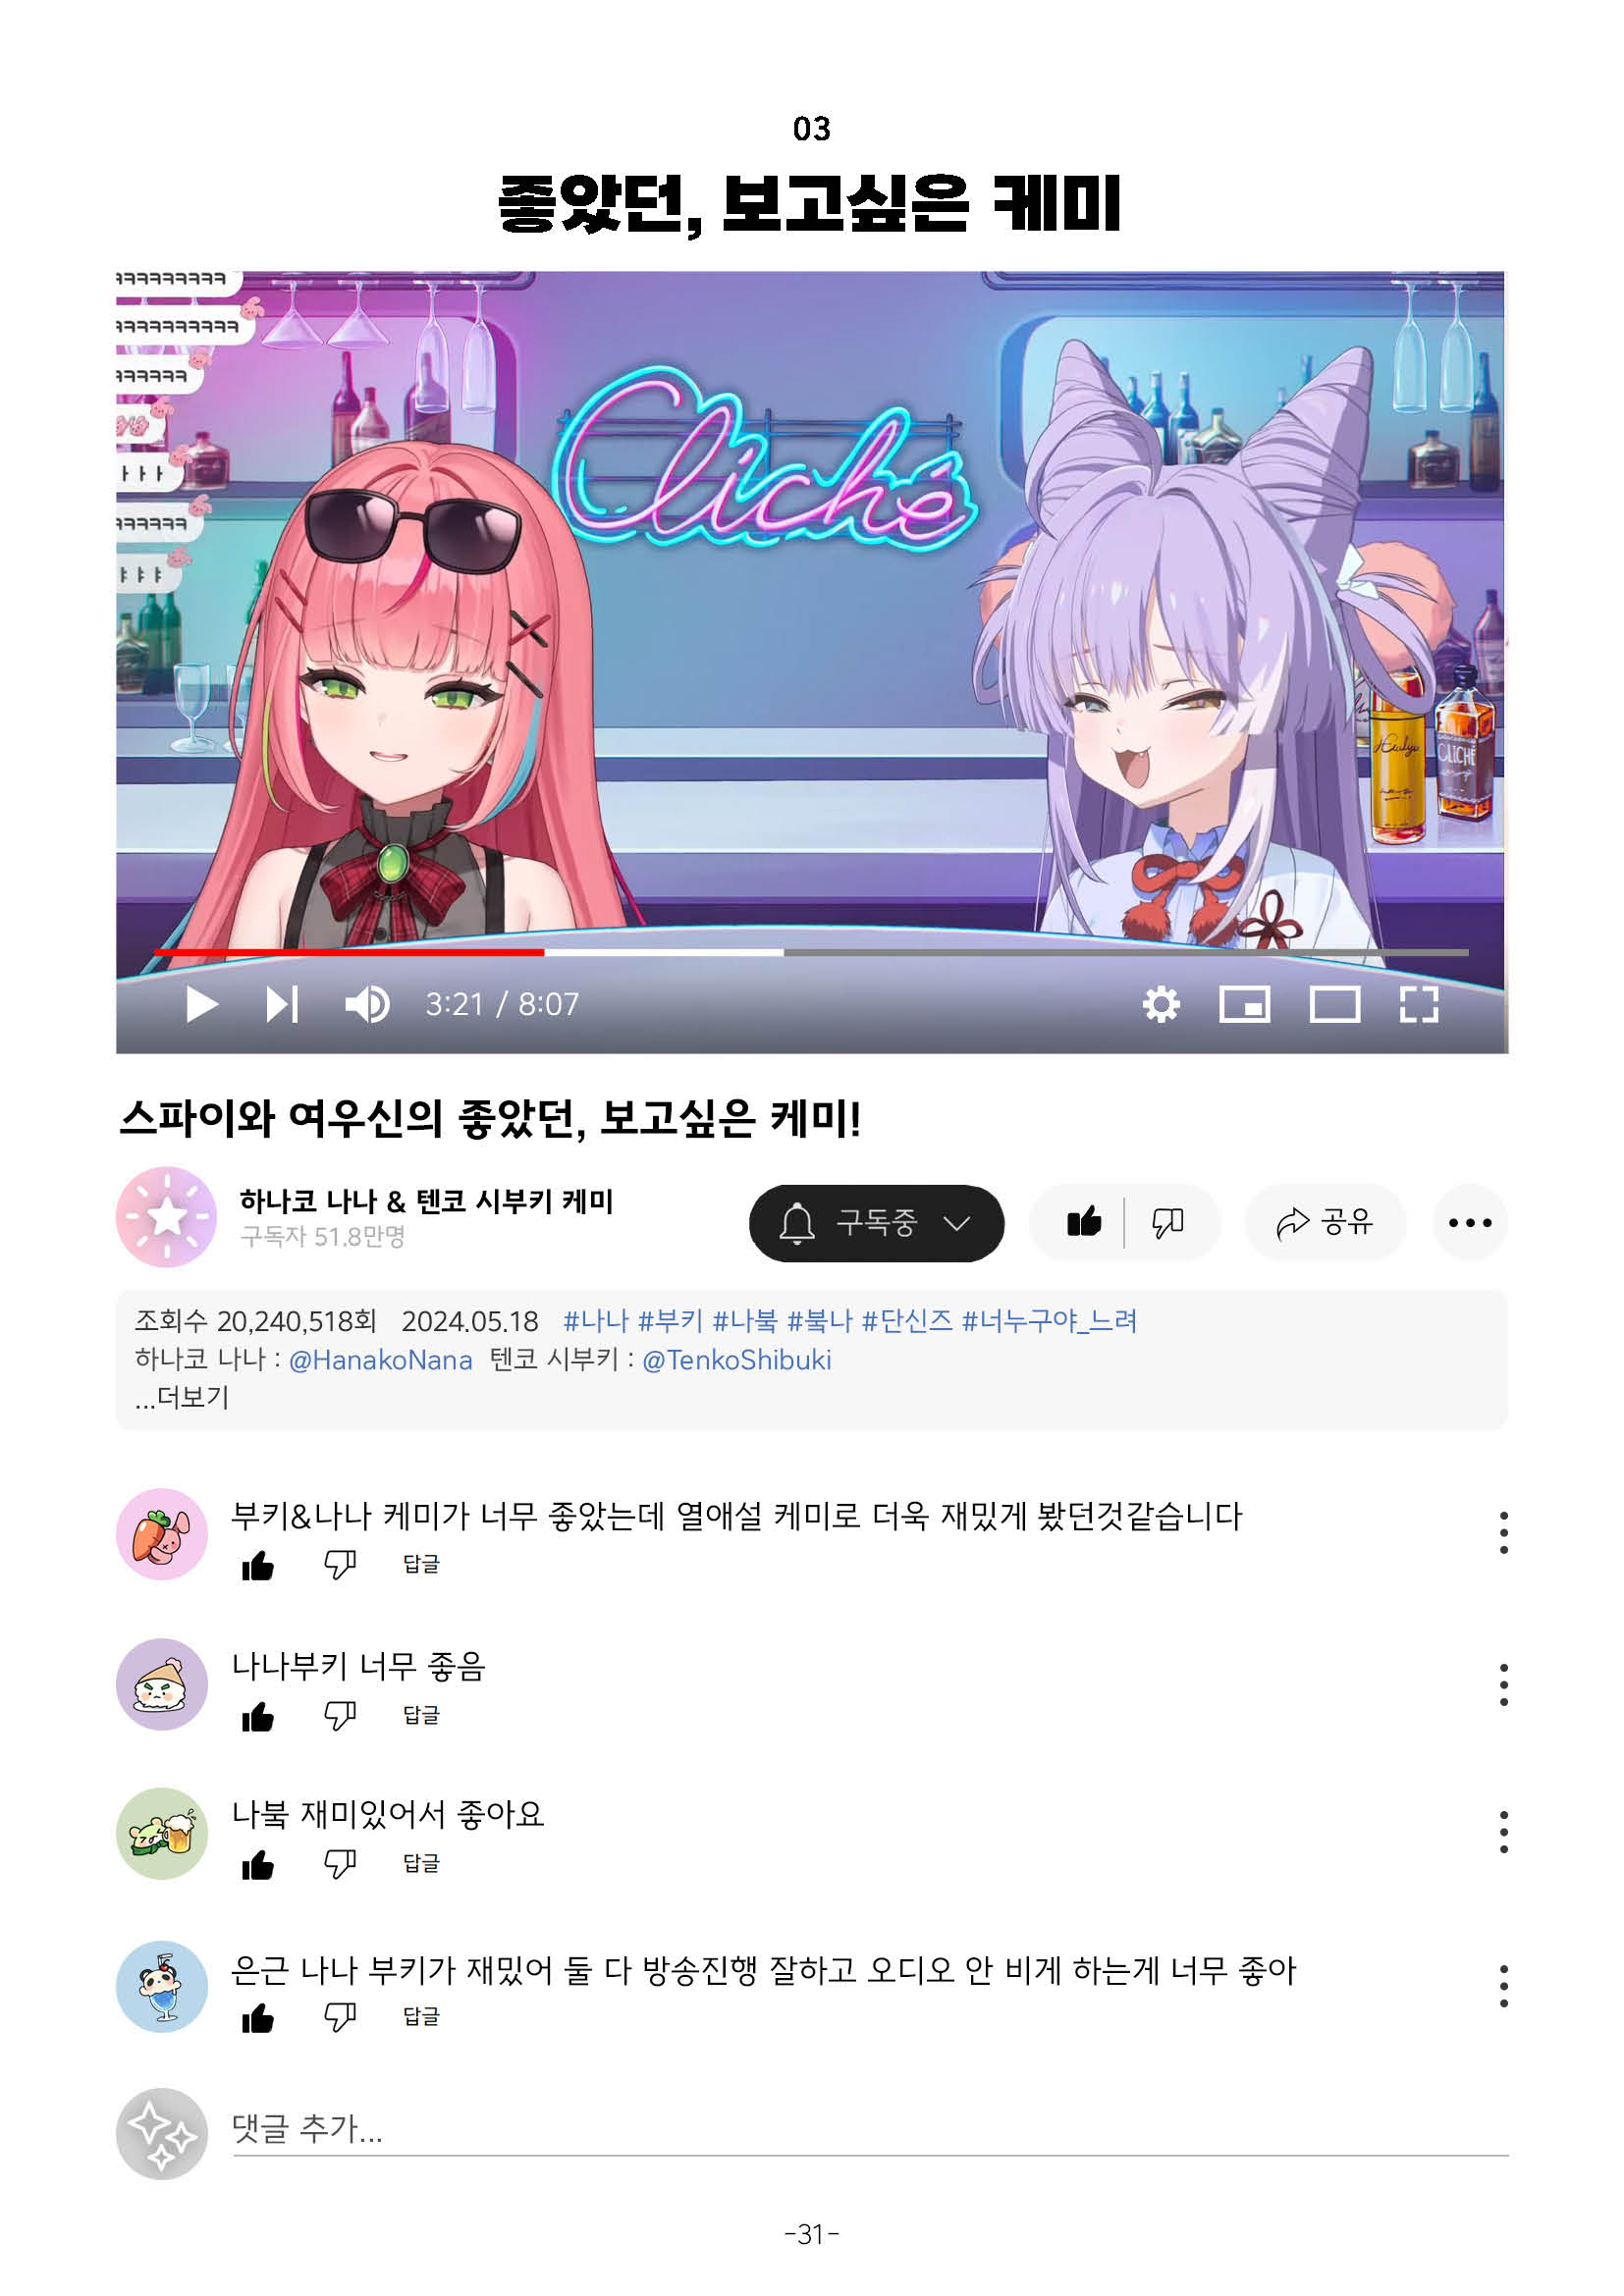 03
좋았던, 보고싶은 케미
ㅋㅋㅋㅋㅋㅋㅋㅋㅋ
ㅋㅋㅋㅋㅋㅋㅋㅋㅋㅋ
ㅋㅋㅋㅋㅋㅋ
ㅏㅏㅏ
ㅋㅋㅋㅋㅋㅋ
ㅑㅑㅑ
Cliché
CLICHÉ
3:21 / 8:07
스파이와 여우신의 좋았던, 보고싶은 케미!
하나코 나나 & 텐코 시부키 케미
구독자 51.8만명
구독중
공유
조회수 20,240,518회 2024.05.18 #나나 #부키 #나붘 #붘나 #단신즈 #너누구야_느려
하나코 나나 : @HanakoNana 텐코 시부키 : @TenkoShibuki
...더보기
부키&나나 케미가 너무 좋았는데 열애설 케미로 더욱 재밌게 봤던것같습니다
답글
나나부키 너무 좋음
답글
나붘 재미있어서 좋아요
답글
은근 나나 부키가 재밌어 둘 다 방송진행 잘하고 오디오 안 비게 하는게 너무 좋아
답글
댓글 추가...
-31-